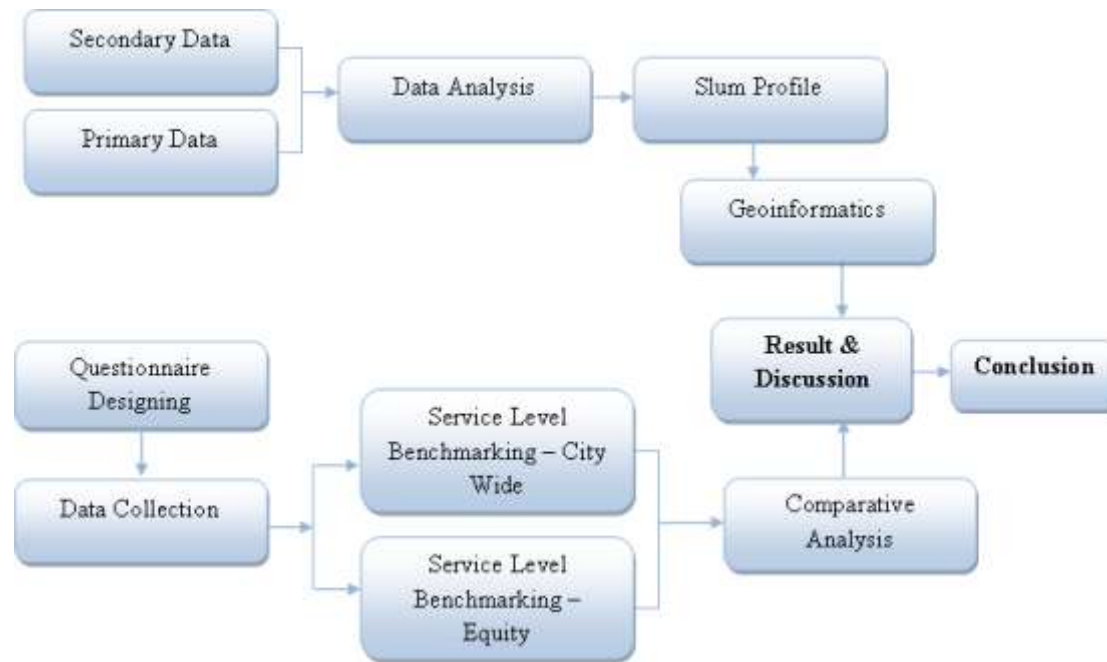 Secondary Data
Primary Data
Data Analysis
Slum Profile
Geoinformatics
Questionnaire
Designing
Data Collection
Service Level
Benchmarking – City
Wide
Service Level
Benchmarking –
Equity
Comparative
Analysis
Result &
Discussion
Conclusion